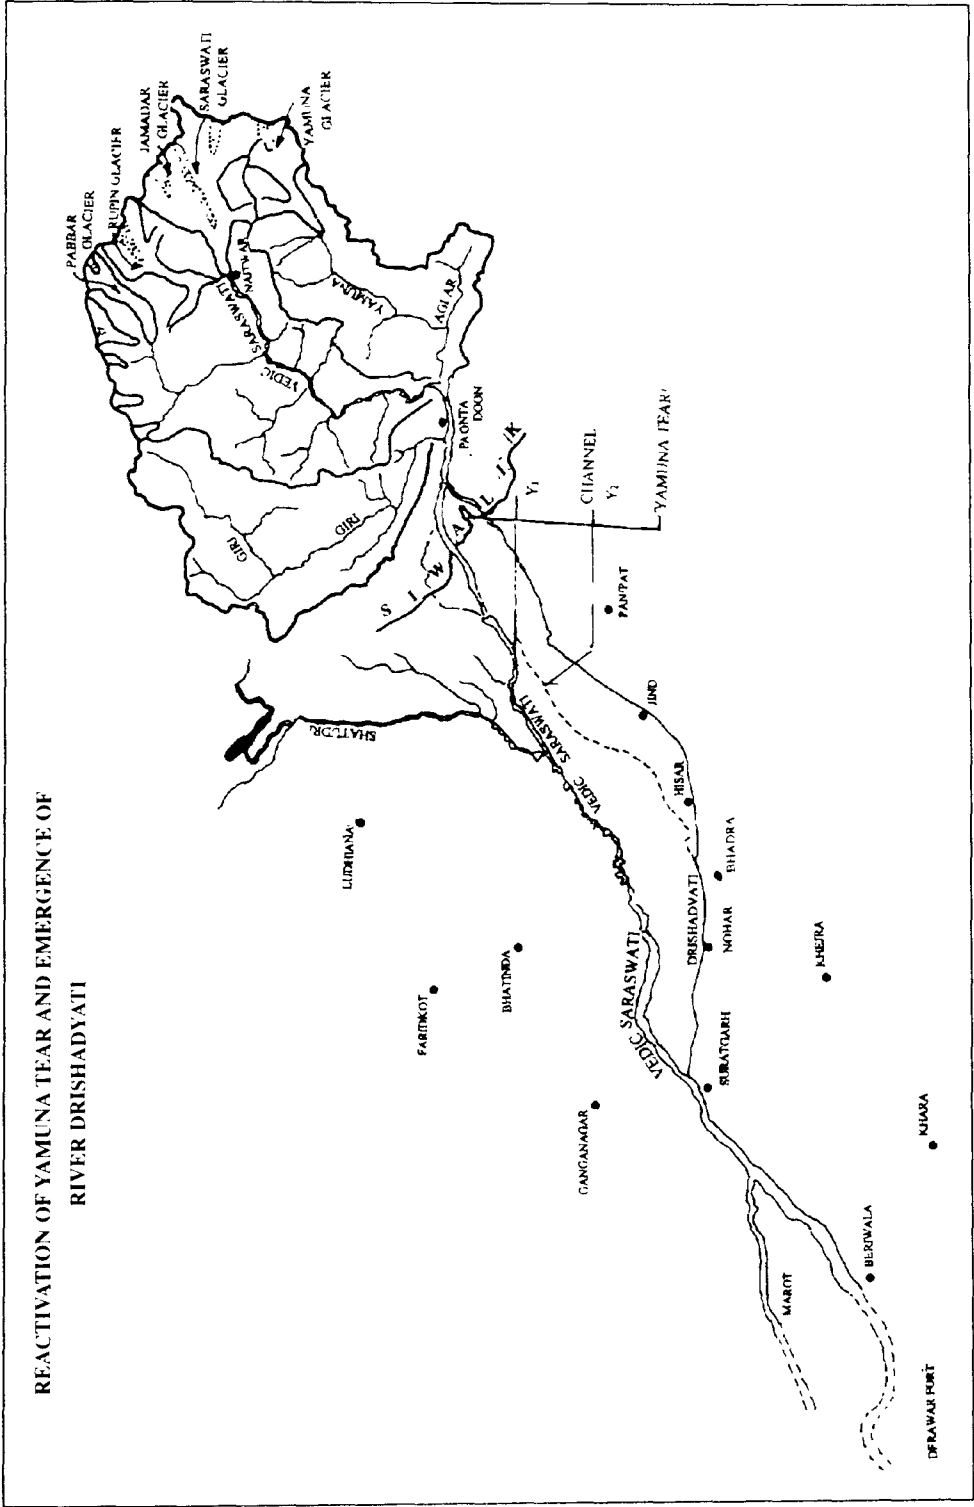 REACTIVATION OF YAMUNA TEAR AND EMERGENCE OF
RIVER DRISHADYATI
PABBAR
GLACIER
RUPIN GLACIER
JAMADAR
GLACIER
SARASWATI
GLACIER
YAMUNA
GLACIER
NAITWAR
VEDIC SARASWATI
YAMUNA
AGLAR
GIRI
GIRI
PAONTA
DOON
SIWALIK
Y1
CHANNEL
Y2
YAMUNA TEAR
PANIPAT
SHATUDRI
VEDIC SARASWATI
JIND
HISAR
LUDHIANA
BHADRA
DRISHADVATI
NOHAR
BHATINDA
FARIDKOT
KHEJRA
VEDIC SARASWATI
SURATGARH
GANGANAGAR
KHARA
BERIWALA
MAROT
DERAWAR FORT